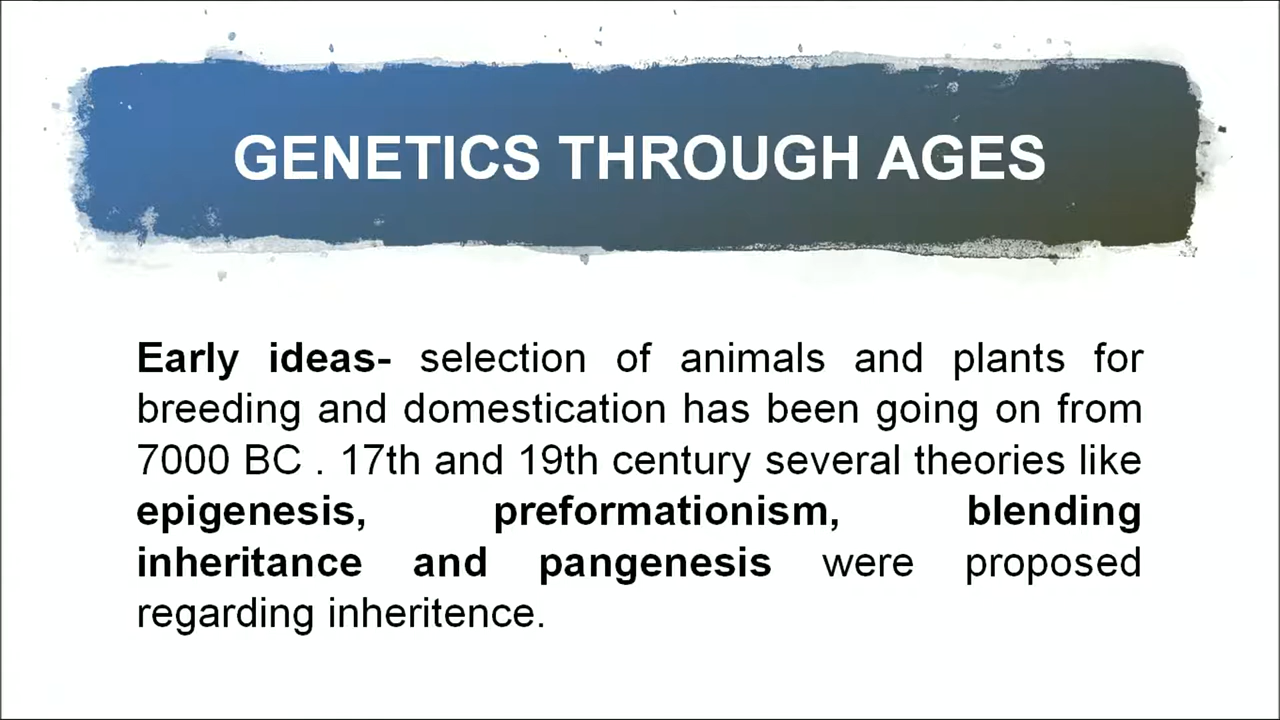 GENETICS THROUGH AGES
Early ideas- selection of animals and plants for
breeding and domestication has been going on from
7000 BC . 17th and 19th century several theories like
epigenesis, preformationism, blending
inheritance and pangenesis were proposed
regarding inheritence.